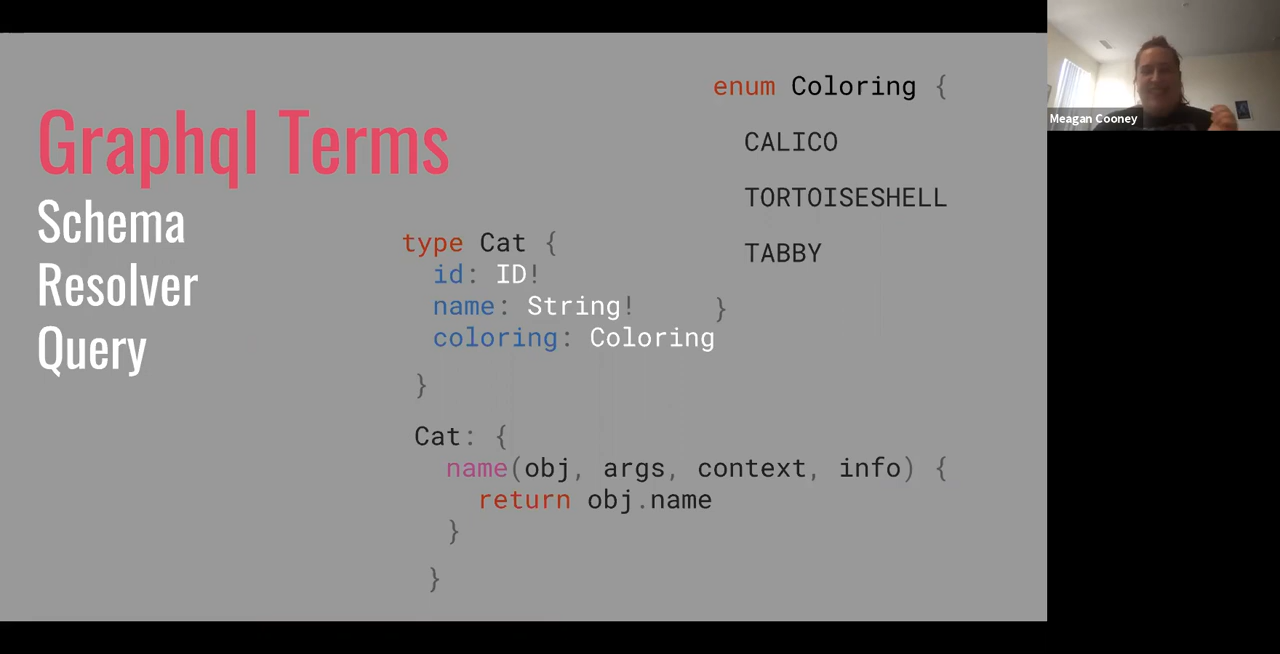 Graphql Terms
Schema
Resolver
Query
enum Coloring {
CALICO
TORTOISESHELL
TABBY
}
type Cat {
id: ID!
name: String!
coloring: Coloring
}
Cat: {
name(obj, args, context, info) {
return obj.name
}
}
Meagan Cooney